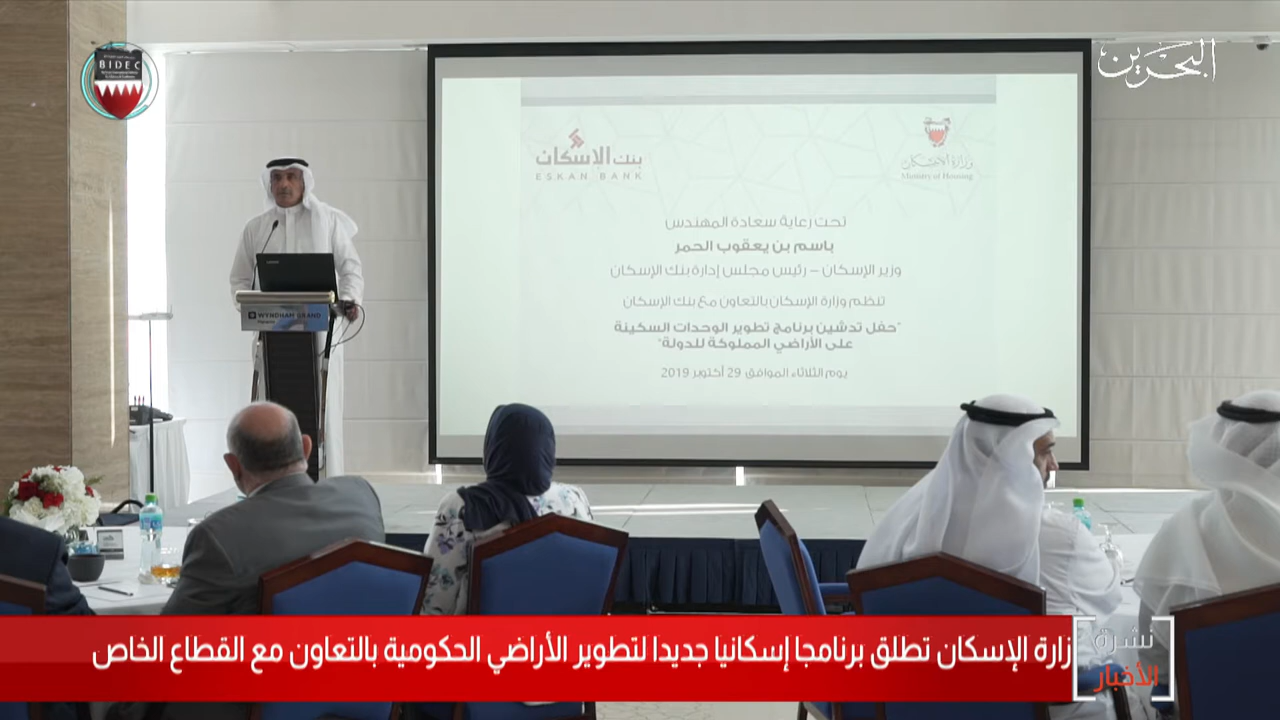 BIDEC
البحرين
بنك الإسكان
ESKAN BANK
وزارة الإسكان
Ministry of Housing
تحت رعاية سعادة المهندس
باسم بن يعقوب الحمر
وزير الإسكان – رئيس مجلس إدارة بنك الإسكان
تنظم وزارة الإسكان بالتعاون مع بنك الإسكان
"حفل تدشين برنامج تطوير الوحدات السكينة
على الأراضي المملوكة للدولة"
يوم الثلاثاء الموافق 29 أكتوبر 2019
WYNDHAM GRAND
نشرة
الأخبار
زارة الإسكان تطلق برنامجا إسكانيا جديدا لتطوير الأراضي الحكومية بالتعاون مع القطاع الخاص